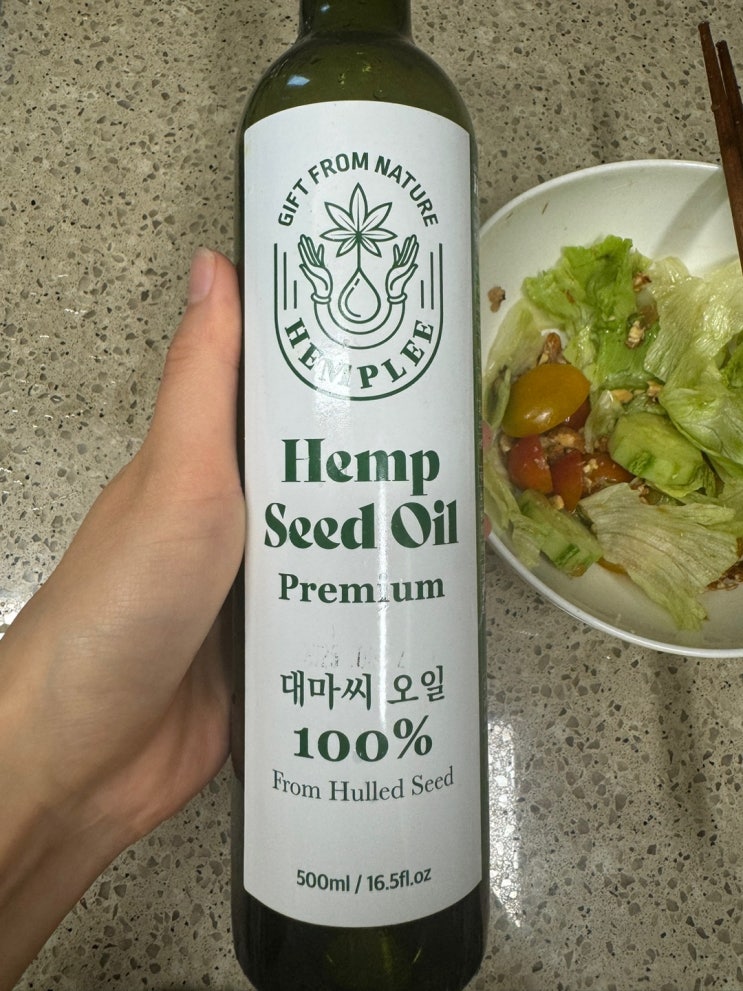 GIFT FROM NATURE
HEMPLEE
Hemp
Seed Oil
Premium
대마씨 오일
100%
From Hulled Seed
500ml / 16.5fl.oz